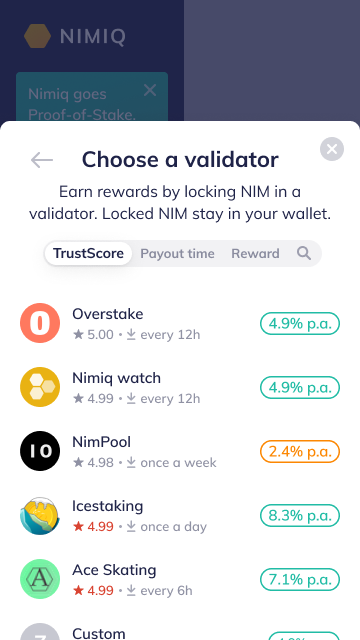 NIMIQ
Nimiq goes
Proof-of-Stake.
Choose a validator
Earn rewards by locking NIM in a
validator. Locked NIM stay in your wallet.
TrustScore Payout time Reward
Overstake
5.00 • every 12h
4.9% p.a.
Nimiq watch
4.99 • every 12h
4.9% p.a.
NimPool
4.98 • once a week
2.4% p.a.
Icestaking
4.99 • once a day
8.3% p.a.
Ace Skating
4.99 • every 6h
7.1% p.a.
Custom